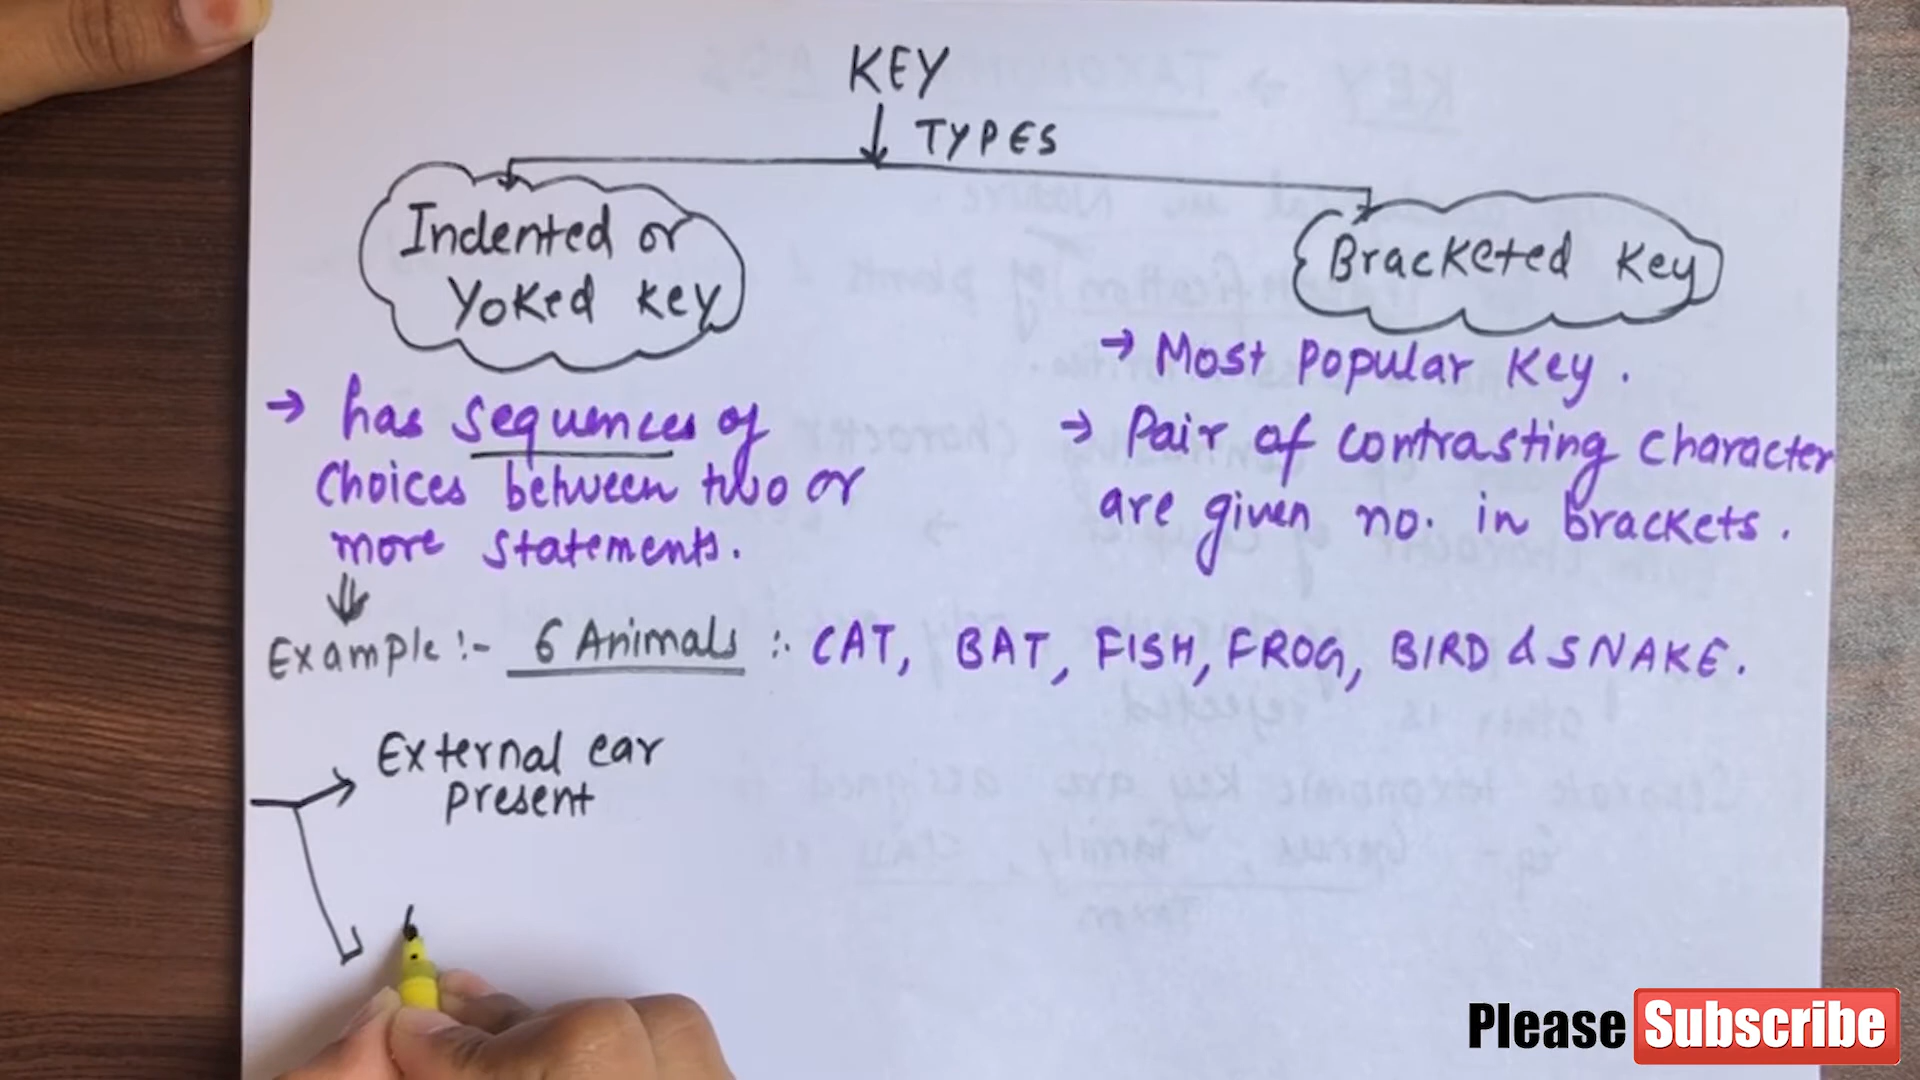 KEY
TYPES
Indented or
Yoked key
Bracketed Key
→ has sequences of
choices between two or
more statements.
→ Most popular Key.
→ Pair of contrasting character
are given no. in brackets.
Example :- 6 Animals :- CAT, BAT, FISH, FROG, BIRD & SNAKE.
External ear
present
Please Subscribe